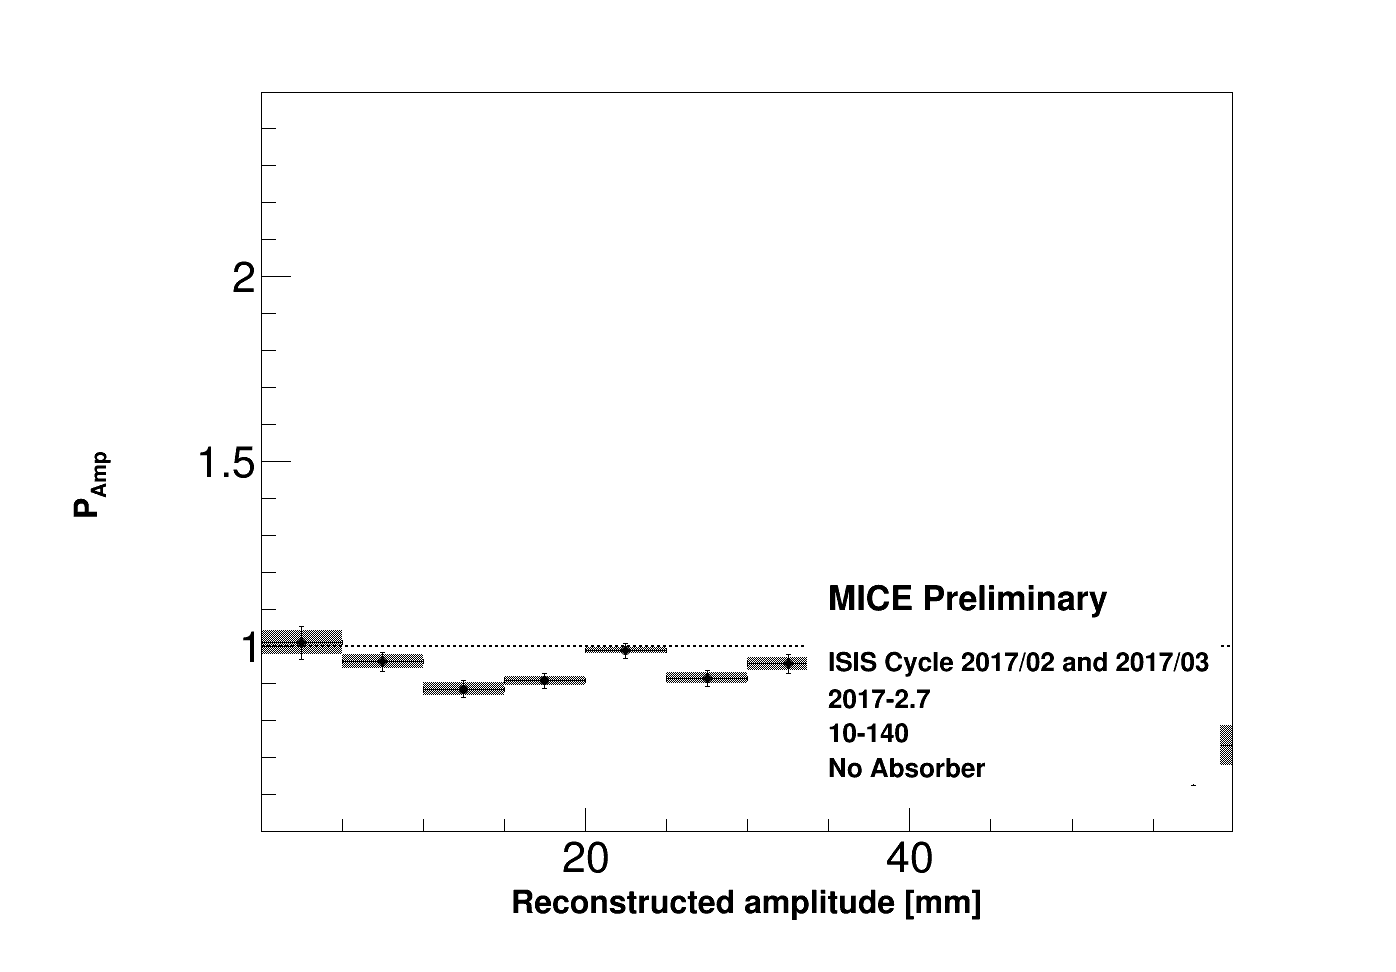 2
1.5
P_Amp
MICE Preliminary
1
ISIS Cycle 2017/02 and 2017/03
2017-2.7
10-140
No Absorber
20 40
Reconstructed amplitude [mm]